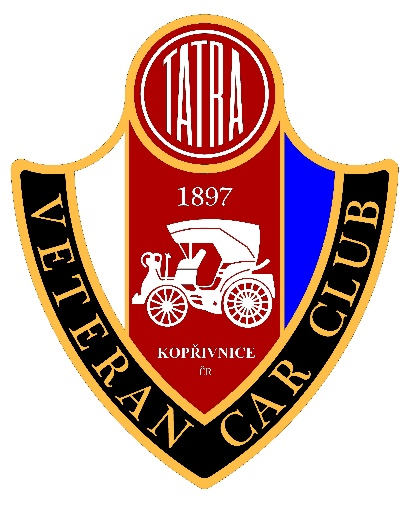 TATRA
1897
KOPŘIVNICE
ČR
VETERAN CAR CLUB